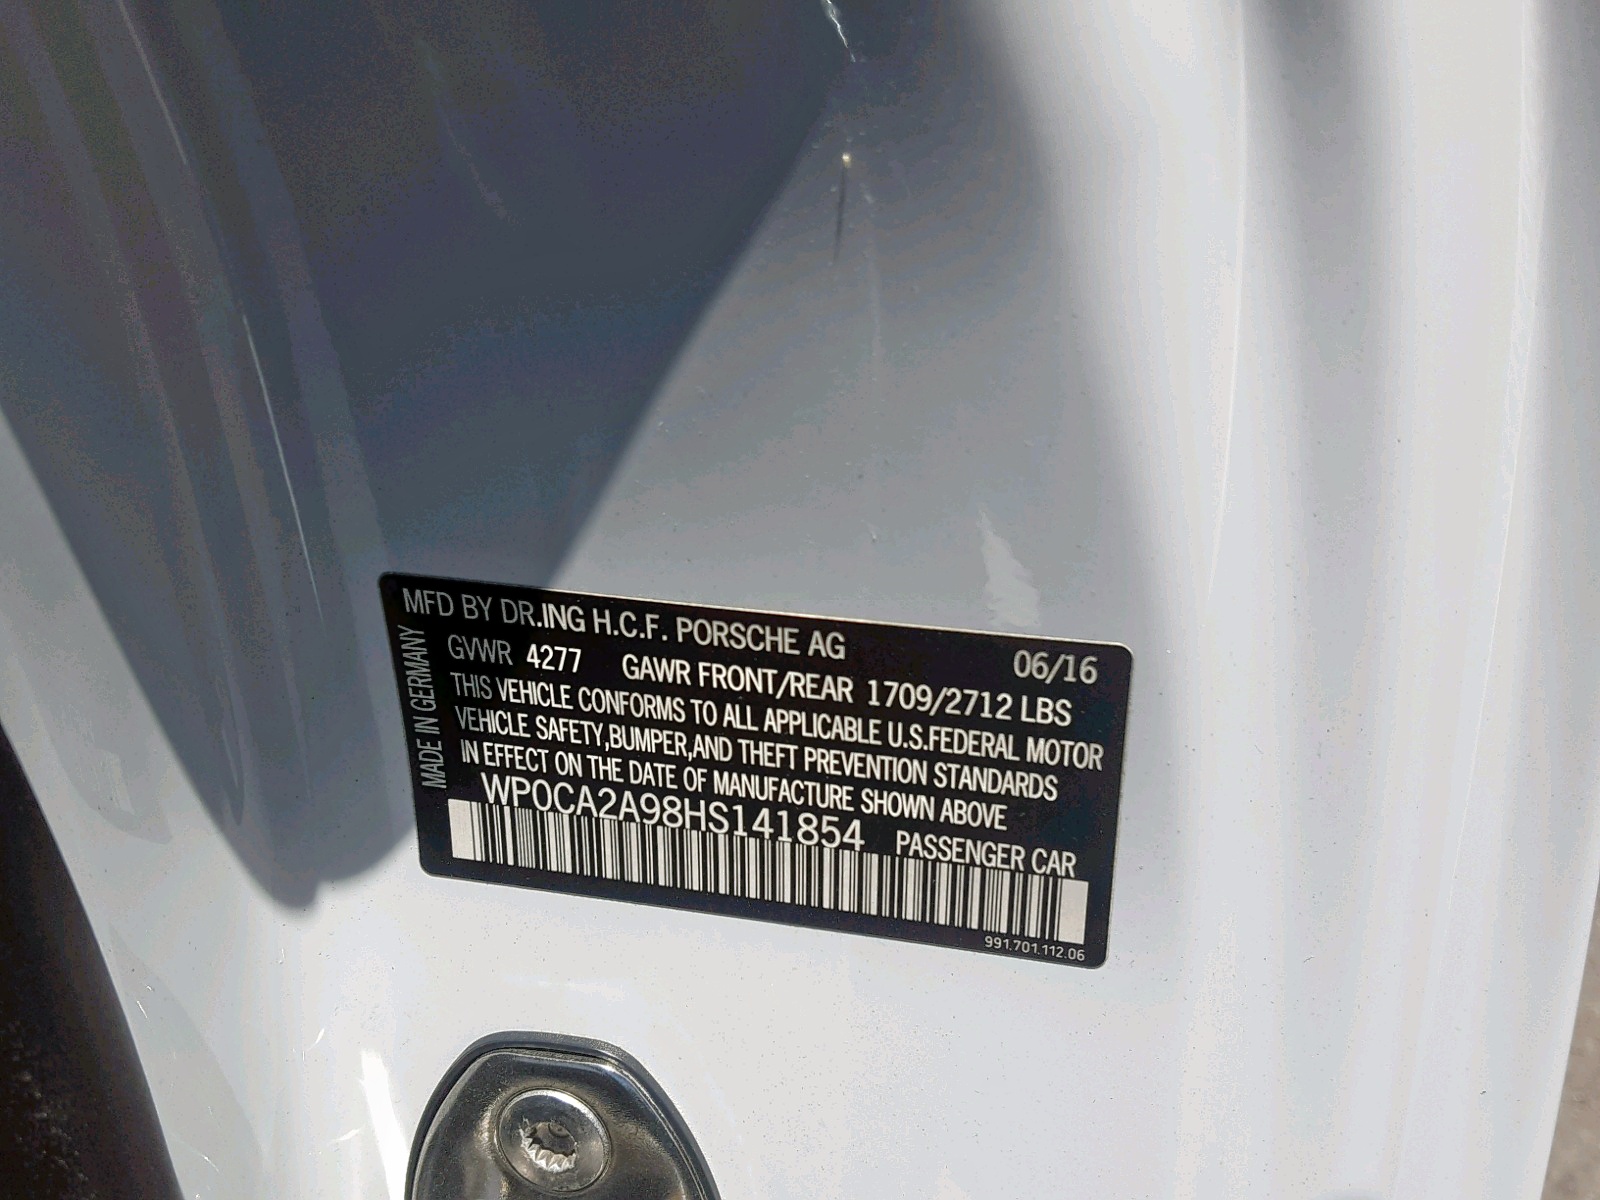 MFD BY DR.ING H.C.F. PORSCHE AG 06/16
GVWR 4277 GAWR FRONT/REAR 1709/2712 LBS
THIS VEHICLE CONFORMS TO ALL APPLICABLE U.S.FEDERAL MOTOR
VEHICLE SAFETY,BUMPER,AND THEFT PREVENTION STANDARDS
IN EFFECT ON THE DATE OF MANUFACTURE SHOWN ABOVE
WP0CA2A98HS141854 PASSENGER CAR
991.701.112.06
MADE IN GERMANY